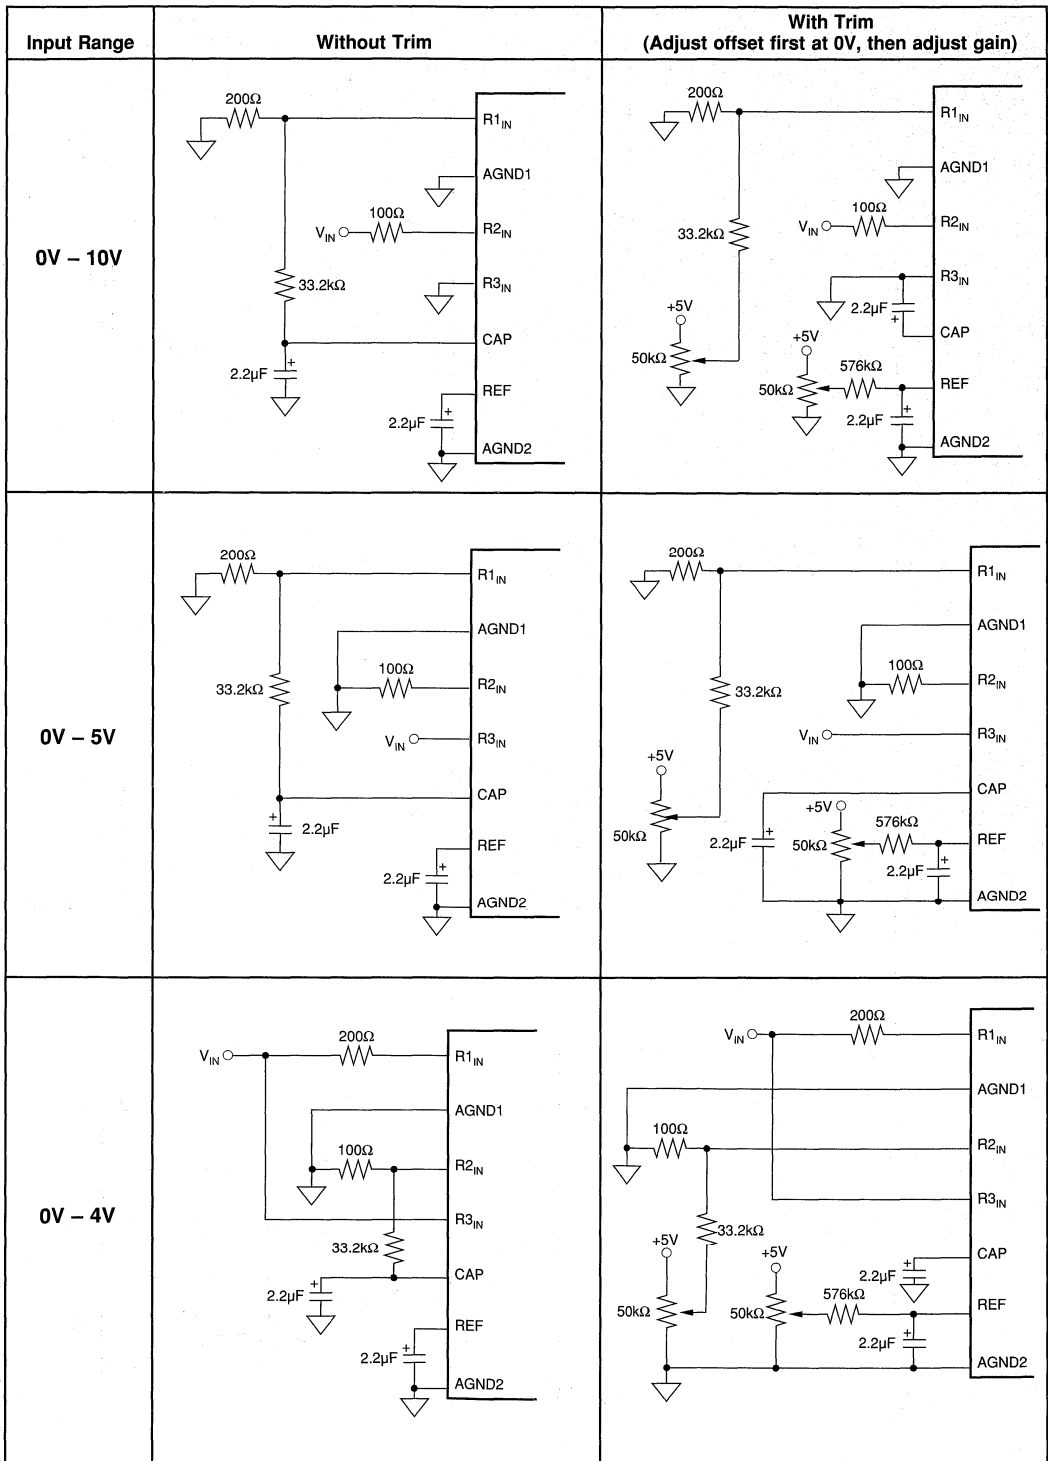 Input Range
Without Trim
With Trim
(Adjust offset first at 0V, then adjust gain)
0V – 10V
200Ω
R1IN
AGND1
100Ω
VIN
R2IN
33.2kΩ
R3IN
CAP
+
2.2µF
REF
+
2.2µF
AGND2
200Ω
R1IN
AGND1
100Ω
VIN
R2IN
33.2kΩ
R3IN
2.2µF
+
CAP
+5V
50kΩ
+5V
576kΩ
50kΩ
REF
+
2.2µF
AGND2
0V – 5V
200Ω
R1IN
AGND1
100Ω
33.2kΩ
R2IN
VIN
R3IN
CAP
+
2.2µF
REF
+
2.2µF
AGND2
200Ω
R1IN
AGND1
100Ω
R2IN
33.2kΩ
VIN
R3IN
+5V
50kΩ
CAP
+
2.2µF
+5V
576kΩ
50kΩ
REF
+
2.2µF
AGND2
0V – 4V
200Ω
VIN
R1IN
AGND1
100Ω
R2IN
R3IN
33.2kΩ
CAP
+
2.2µF
REF
+
2.2µF
AGND2
200Ω
VIN
R1IN
AGND1
100Ω
R2IN
R3IN
33.2kΩ
+5V
50kΩ
+5V
CAP
+
2.2µF
576kΩ
50kΩ
REF
+
2.2µF
AGND2